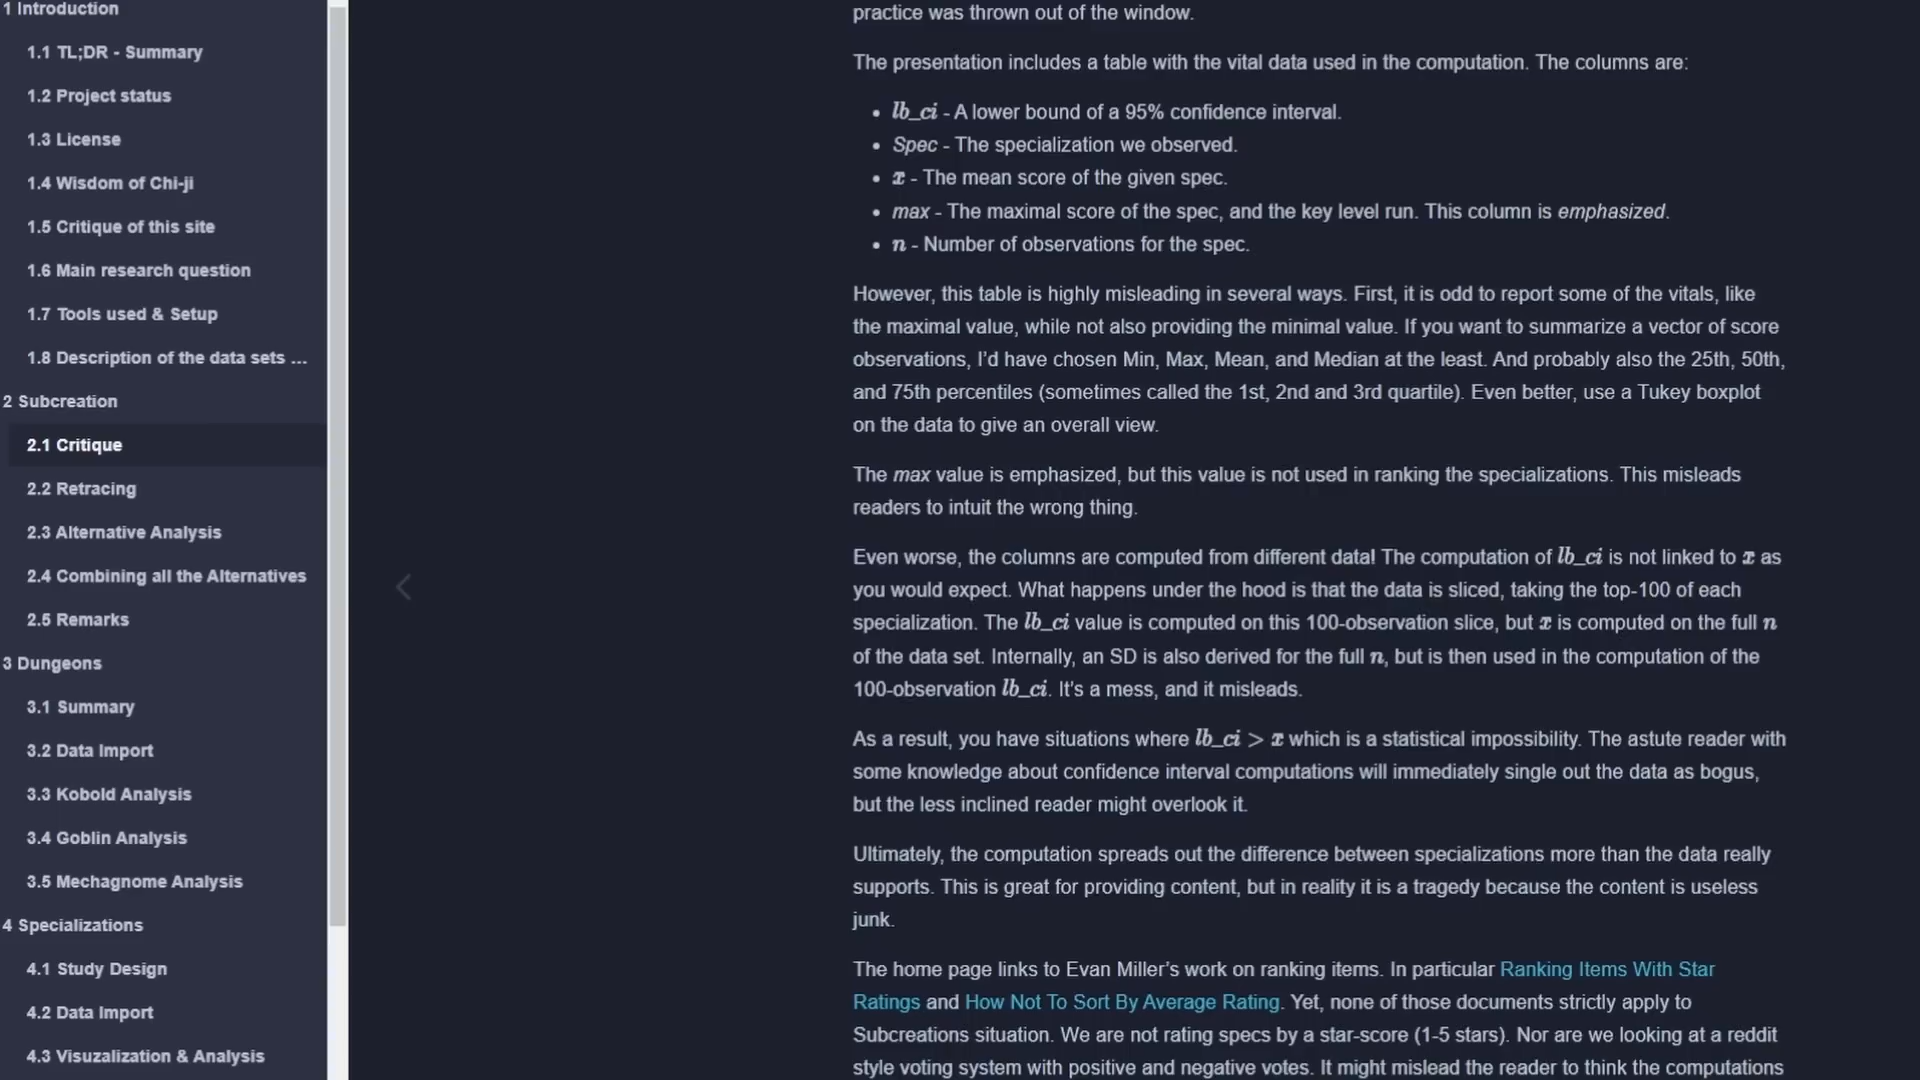 1 Introduction
1.1 TL;DR - Summary
1.2 Project status
1.3 License
1.4 Wisdom of Chi-ji
1.5 Critique of this site
1.6 Main research question
1.7 Tools used & Setup
1.8 Description of the data sets ...
2 Subcreation
2.1 Critique
2.2 Retracing
2.3 Alternative Analysis
2.4 Combining all the Alternatives
2.5 Remarks
3 Dungeons
3.1 Summary
3.2 Data Import
3.3 Kobold Analysis
3.4 Goblin Analysis
3.5 Mechagnome Analysis
4 Specializations
4.1 Study Design
4.2 Data Import
4.3 Visuzalization & Analysis
practice was thrown out of the window.
The presentation includes a table with the vital data used in the computation. The columns are:
• lb_ci - A lower bound of a 95% confidence interval.
• Spec - The specialization we observed.
• x̄ - The mean score of the given spec.
• max - The maximal score of the spec, and the key level run. This column is emphasized.
• n - Number of observations for the spec.
However, this table is highly misleading in several ways. First, it is odd to report some of the vitals, like
the maximal value, while not also providing the minimal value. If you want to summarize a vector of score
observations, I'd have chosen Min, Max, Mean, and Median at the least. And probably also the 25th, 50th,
and 75th percentiles (sometimes called the 1st, 2nd and 3rd quartile). Even better, use a Tukey boxplot
on the data to give an overall view.
The max value is emphasized, but this value is not used in ranking the specializations. This misleads
readers to intuit the wrong thing.
Even worse, the columns are computed from different data! The computation of lb_ci is not linked to x̄ as
you would expect. What happens under the hood is that the data is sliced, taking the top-100 of each
specialization. The lb_ci value is computed on this 100-observation slice, but x̄ is computed on the full n
of the data set. Internally, an SD is also derived for the full n, but is then used in the computation of the
100-observation lb_ci. It's a mess, and it misleads.
As a result, you have situations where lb_ci > x̄ which is a statistical impossibility. The astute reader with
some knowledge about confidence interval computations will immediately single out the data as bogus,
but the less inclined reader might overlook it.
Ultimately, the computation spreads out the difference between specializations more than the data really
supports. This is great for providing content, but in reality it is a tragedy because the content is useless
junk.
The home page links to Evan Miller's work on ranking items. In particular Ranking Items With Star
Ratings and How Not To Sort By Average Rating. Yet, none of those documents strictly apply to
Subcreations situation. We are not rating specs by a star-score (1-5 stars). Nor are we looking at a reddit
style voting system with positive and negative votes. It might mislead the reader to think the computations